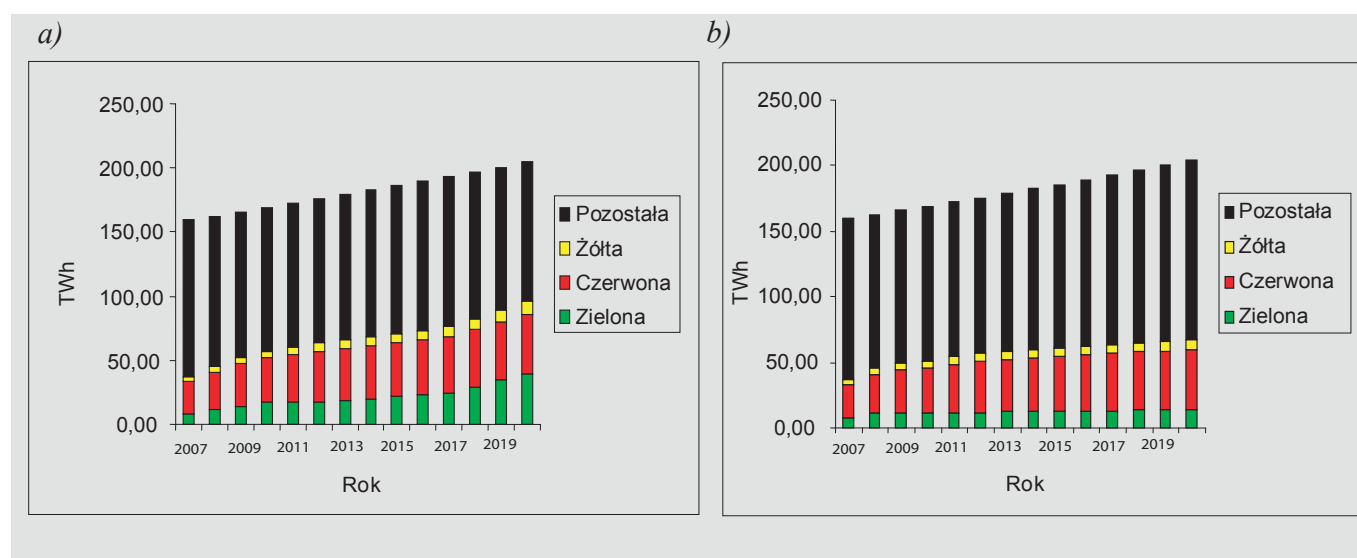 a)
250,00
200,00
150,00
100,00
50,00
0,00
TWh
2007 2009 2011 2013 2015 2017 2019
Rok
Pozostała
Żółta
Czerwona
Zielona
b)
250,00
200,00
150,00
100,00
50,00
0,00
TWh
2007 2009 2011 2013 2015 2017 2019
Rok
Pozostała
Żółta
Czerwona
Zielona